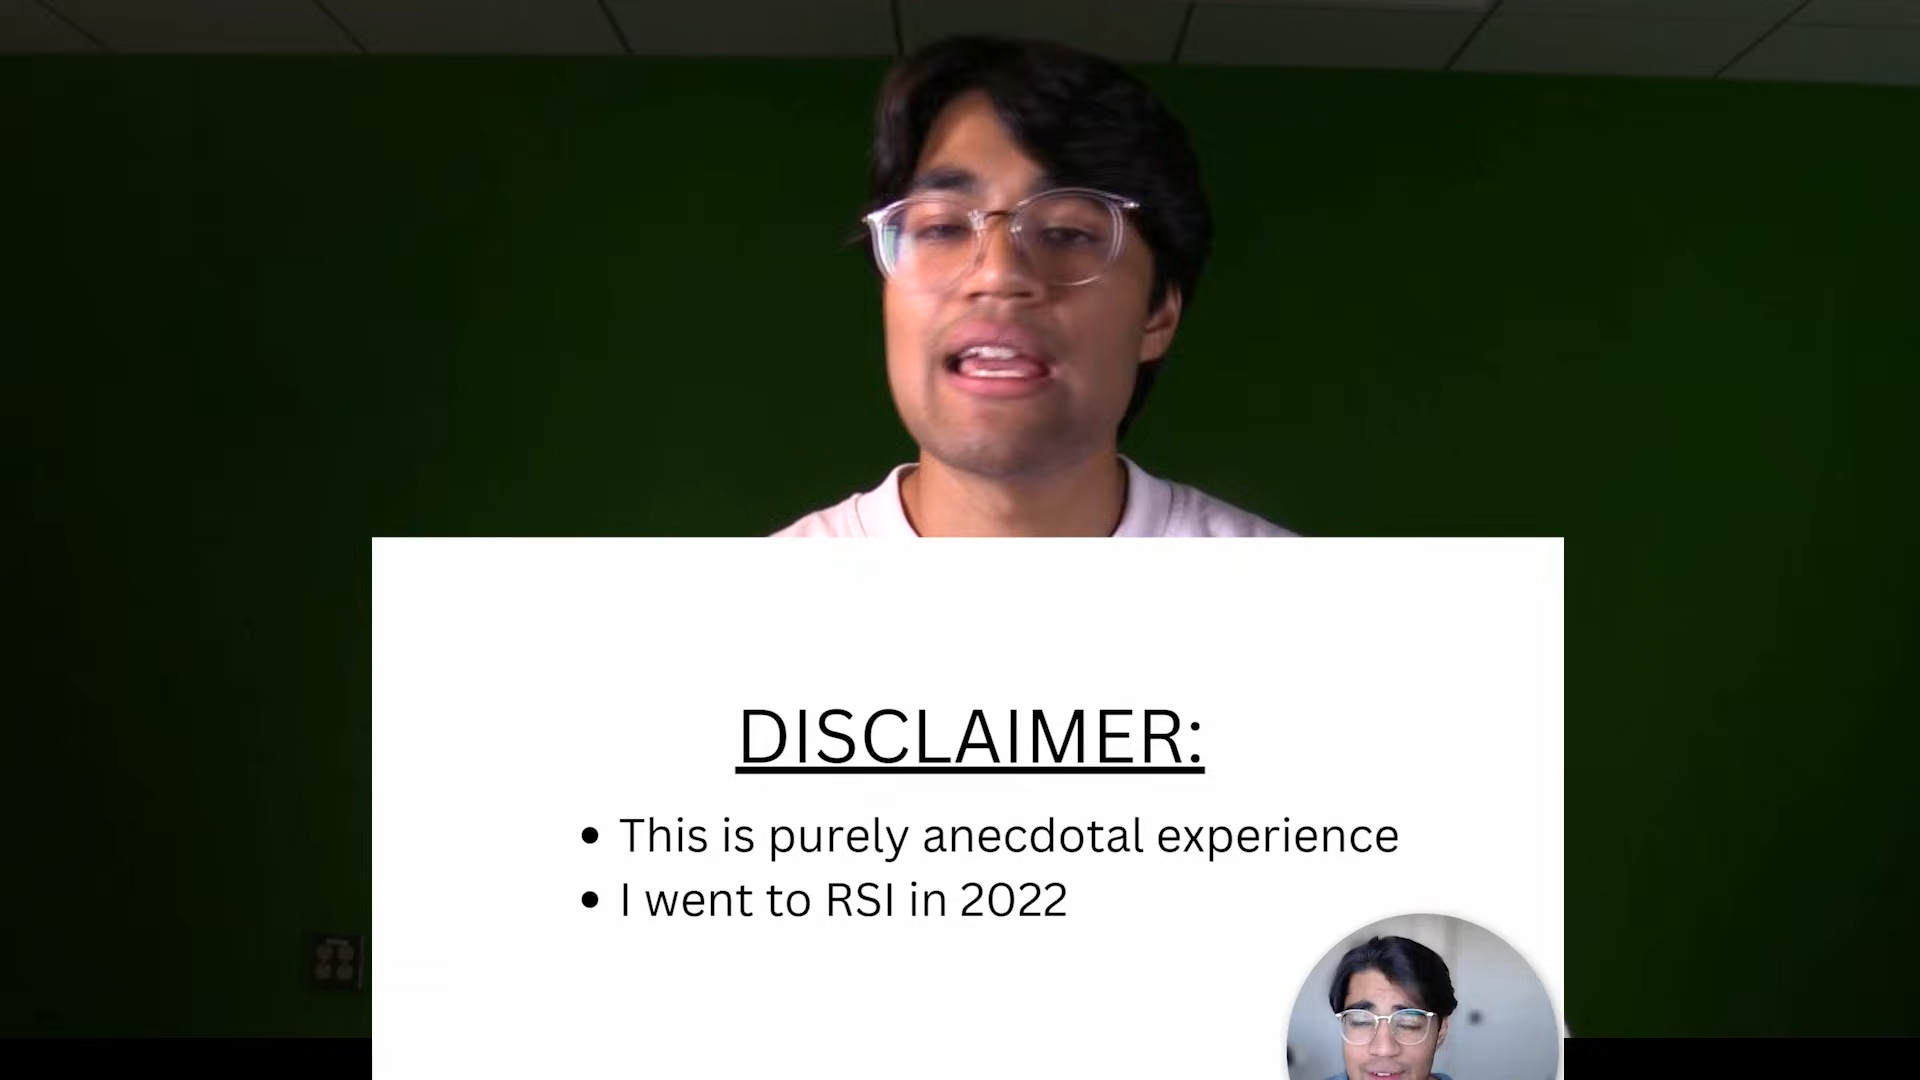 DISCLAIMER:
• This is purely anecdotal experience
• I went to RSI in 2022